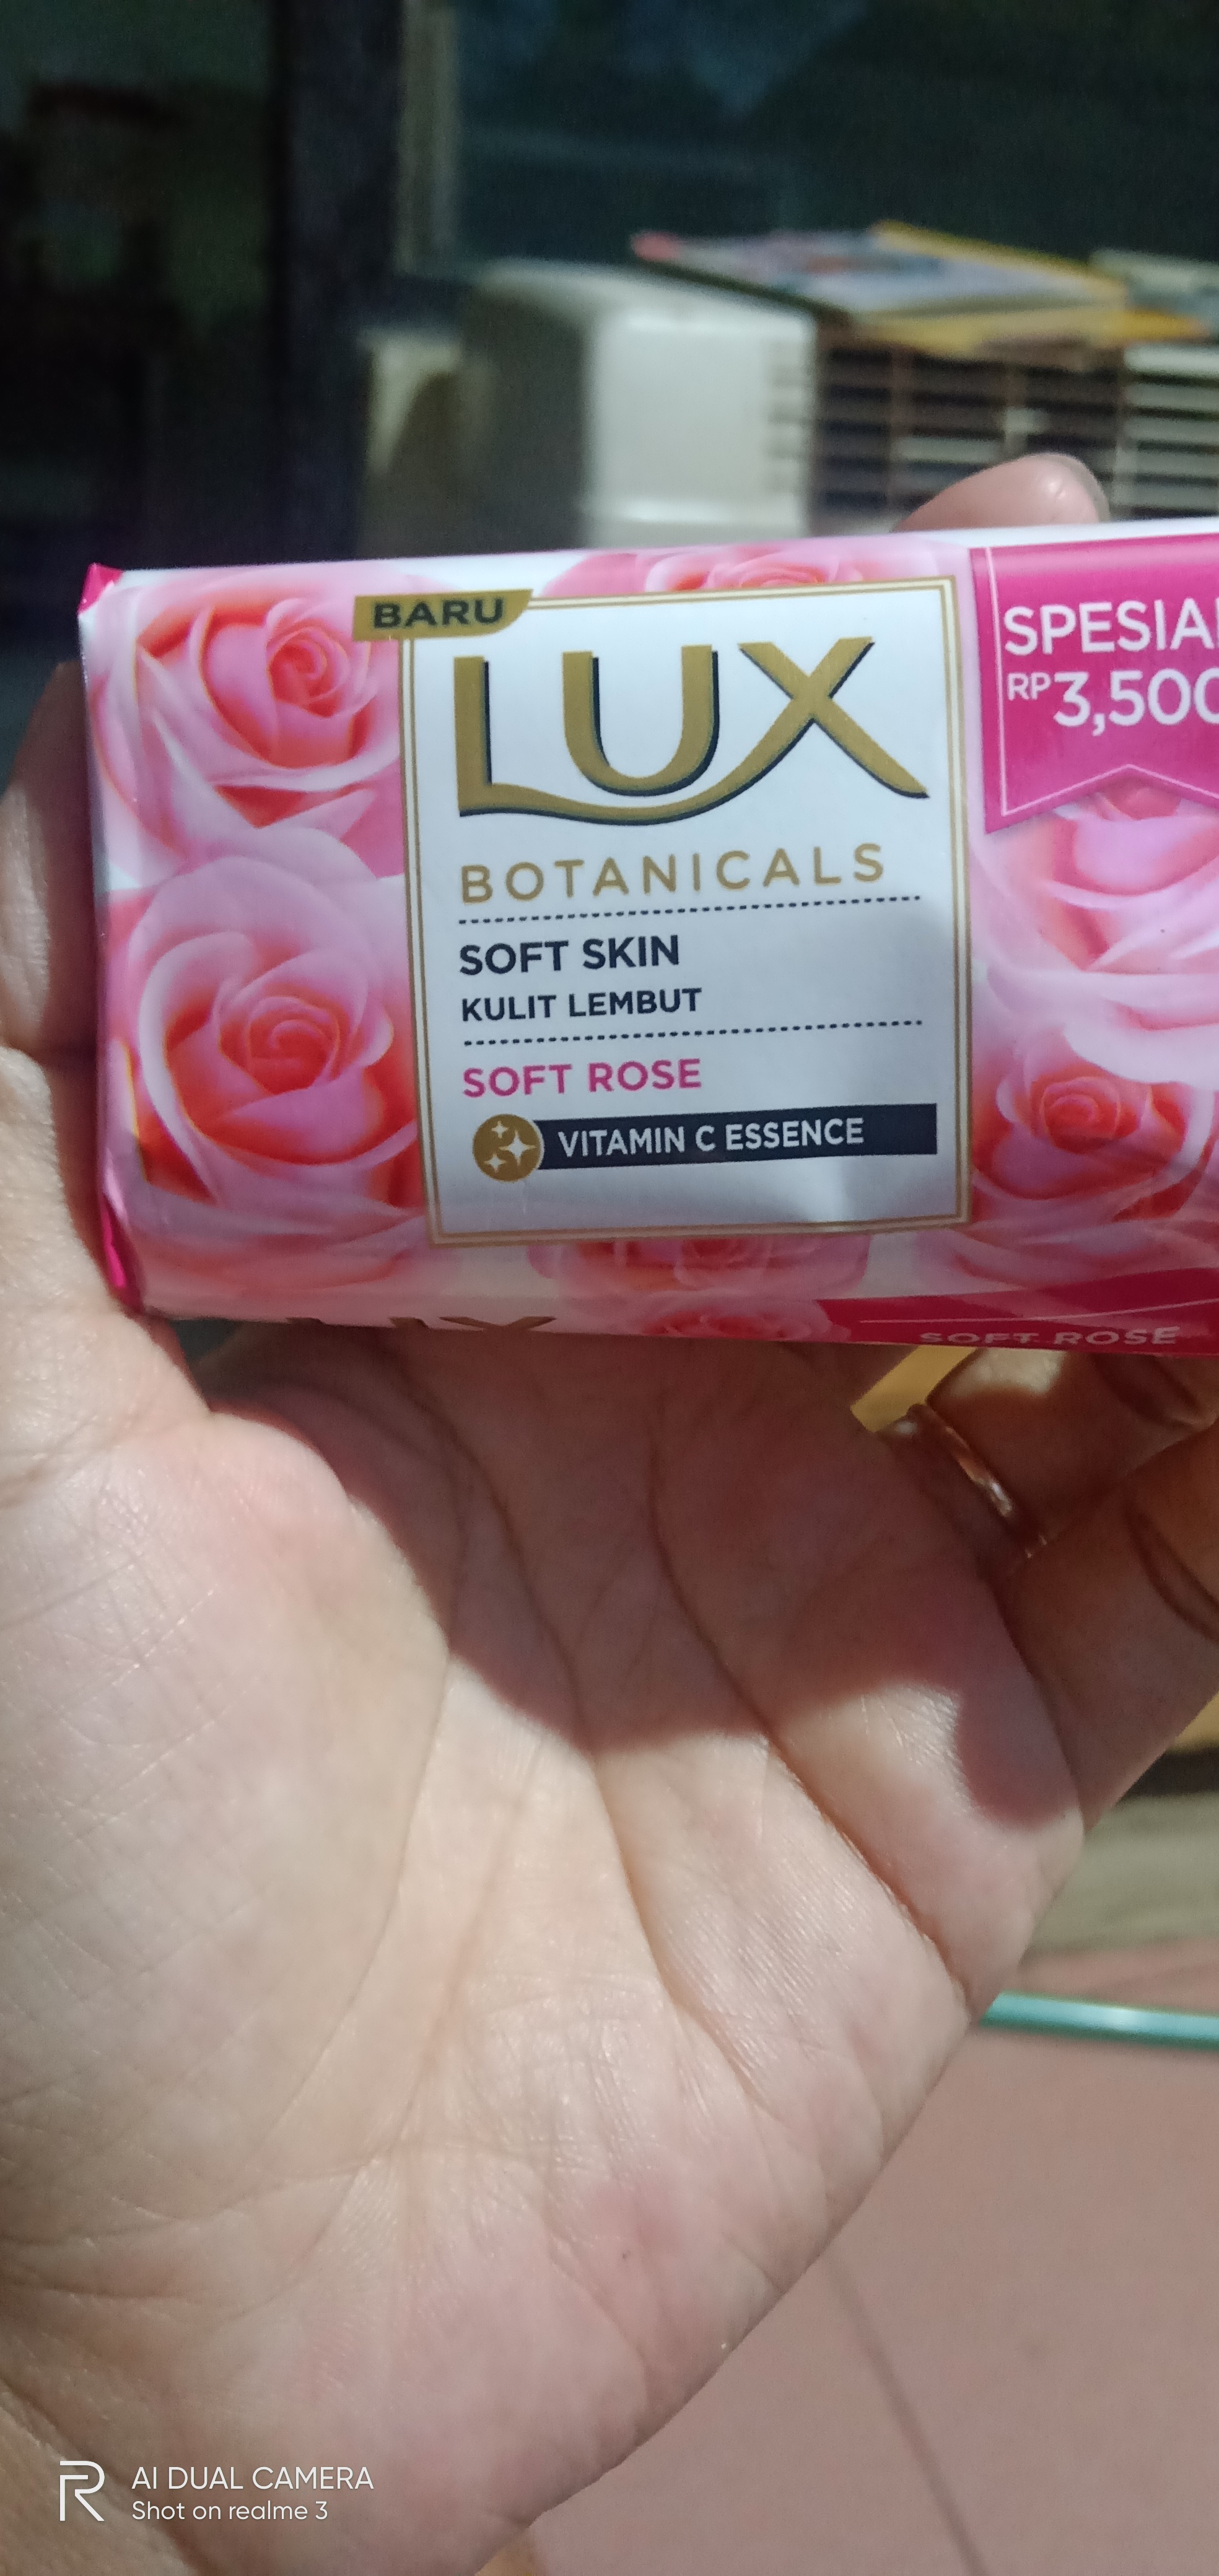 BARU
LUX
BOTANICALS
SOFT SKIN
KULIT LEMBUT
SOFT ROSE
VITAMIN C ESSENCE
SPESIAL
RP3,500
LUX
SOFT ROSE
AI DUAL CAMERA
Shot on realme 3